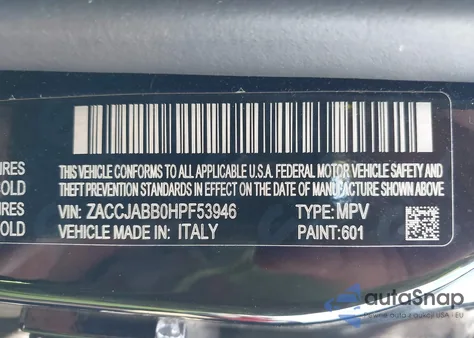 THIS VEHICLE CONFORMS TO ALL APPLICABLE U.S.A. FEDERAL MOTOR VEHICLE SAFETY AND
IRES
THEFT PREVENTION STANDARDS IN EFFECT ON THE DATE OF MANUFACTURE SHOWN ABOVE.
OLD
VIN: ZACCJABB0HPF53946 TYPE: MPV
IRES
VEHICLE MADE IN: ITALY PAINT: 601
OLD
autoSnap